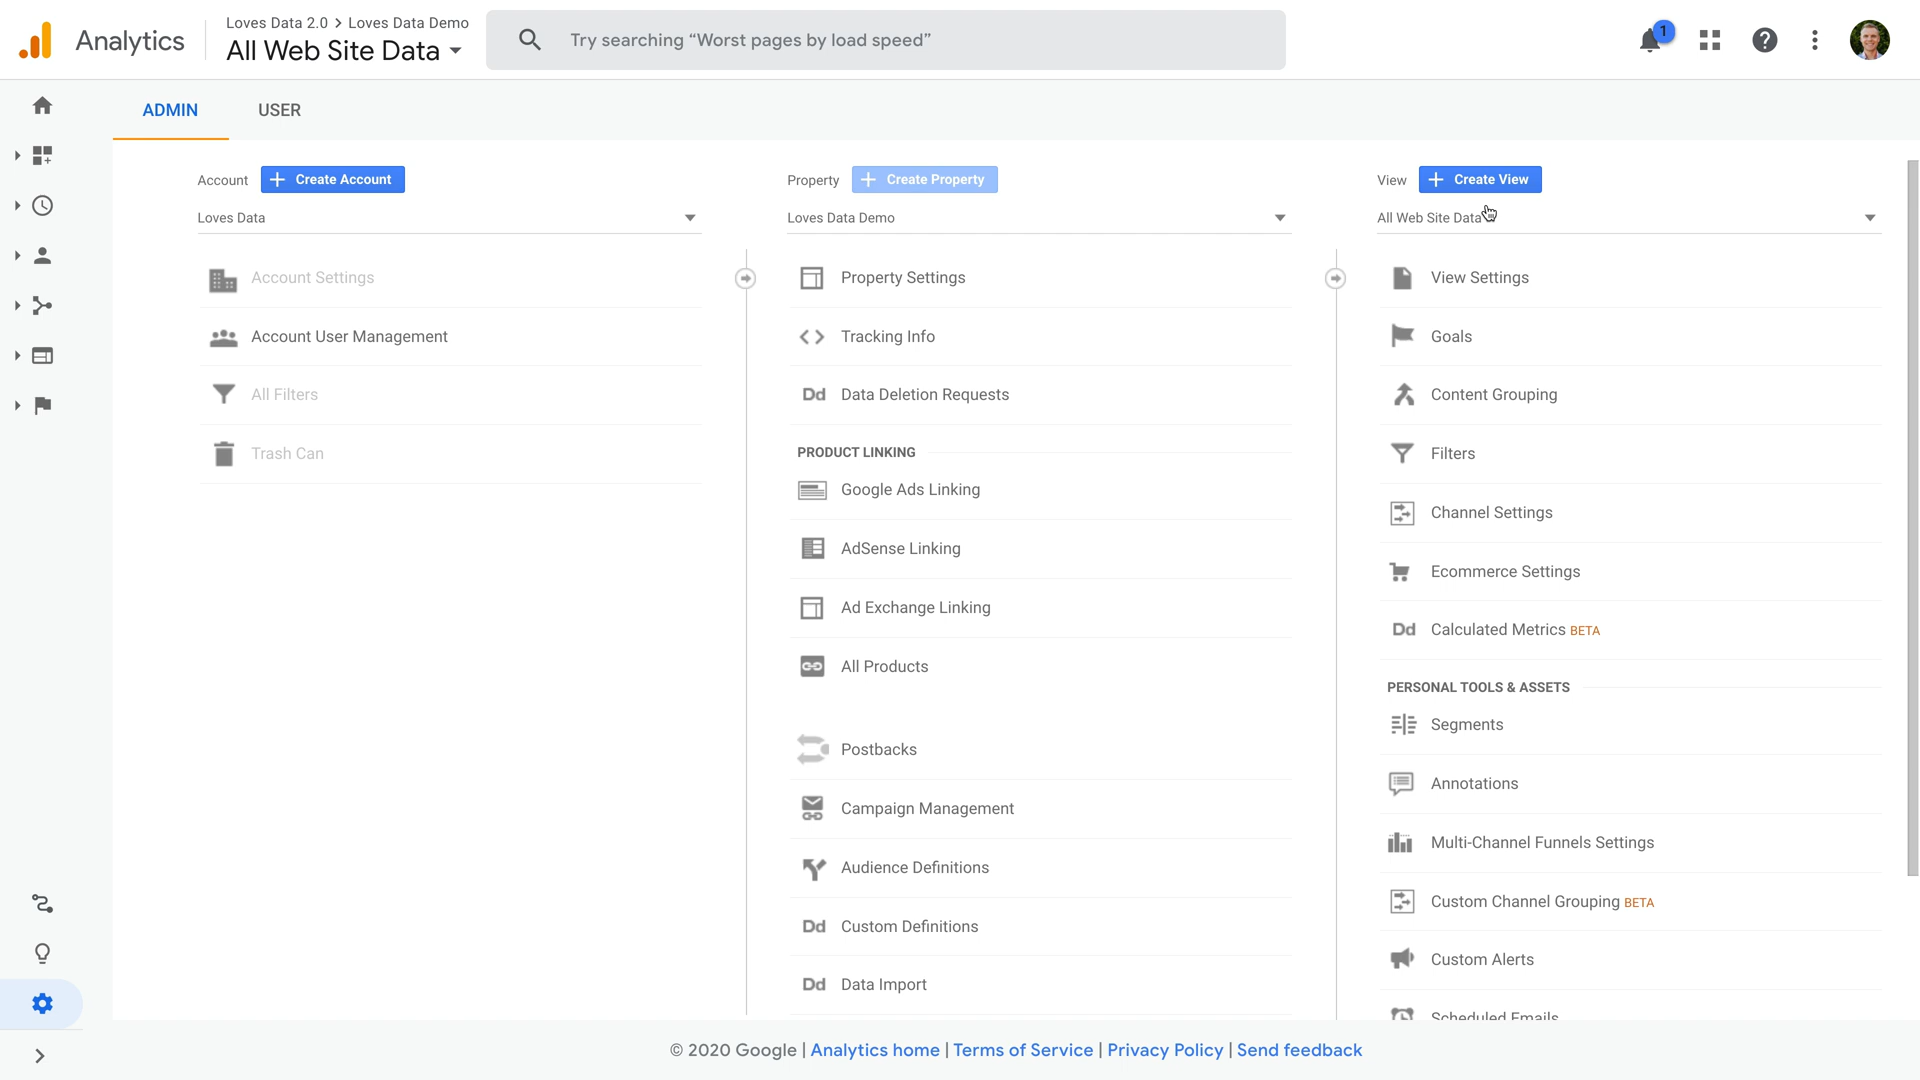 Analytics
Loves Data 2.0 > Loves Data Demo
All Web Site Data
Try searching “Worst pages by load speed”
1
ADMIN
USER
Account
+ Create Account
Loves Data
Account Settings
Account User Management
All Filters
Trash Can
Property
+ Create Property
Loves Data Demo
Property Settings
Tracking Info
Dd Data Deletion Requests
PRODUCT LINKING
Google Ads Linking
AdSense Linking
Ad Exchange Linking
All Products
Postbacks
Campaign Management
Audience Definitions
Dd Custom Definitions
Dd Data Import
View
+ Create View
All Web Site Data
View Settings
Goals
Content Grouping
Filters
Channel Settings
Ecommerce Settings
Dd Calculated Metrics BETA
PERSONAL TOOLS & ASSETS
Segments
Annotations
Multi-Channel Funnels Settings
Custom Channel Grouping BETA
Custom Alerts
Scheduled Emails
© 2020 Google | Analytics home | Terms of Service | Privacy Policy | Send feedback